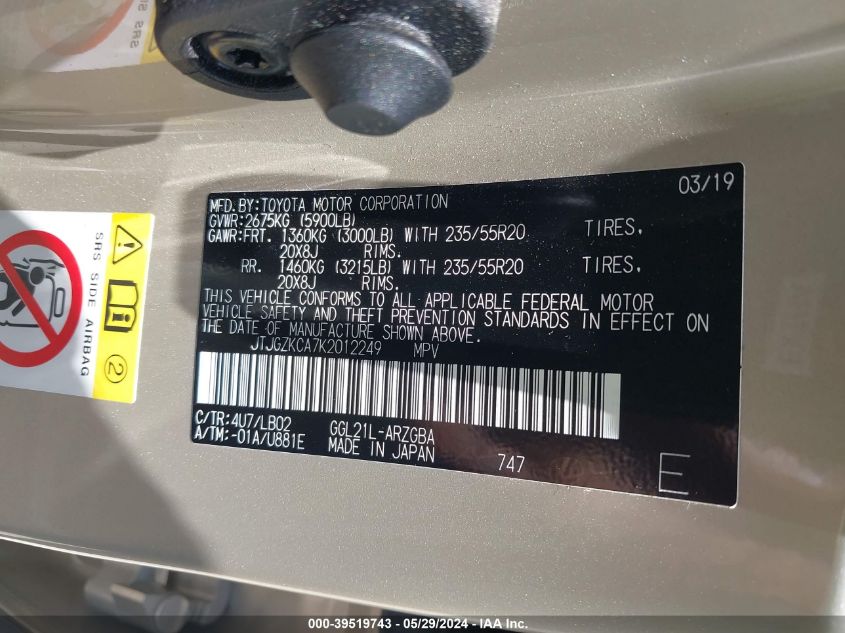 SRS
03/19
MFD.BY:TOYOTA MOTOR CORPORATION
GVWR:2675KG (5900LB)
GAWR:FRT. 1360KG (3000LB) WITH 235/55R20 TIRES,
20X8J RIMS.
RR. 1460KG (3215LB) WITH 235/55R20 TIRES,
20X8J RIMS.
THIS VEHICLE CONFORMS TO ALL APPLICABLE FEDERAL MOTOR
VEHICLE SAFETY AND THEFT PREVENTION STANDARDS IN EFFECT ON
THE DATE OF MANUFACTURE SHOWN ABOVE.
JTJGZKCA7K2012249 MPV
C/TR:4U7/LB02 GGL21L-ARZGBA
A/TM:-01A/U881E MADE IN JAPAN
747
E
SRS SIDE AIRBAG
2
000-39519743 - 05/29/2024 - IAA Inc.